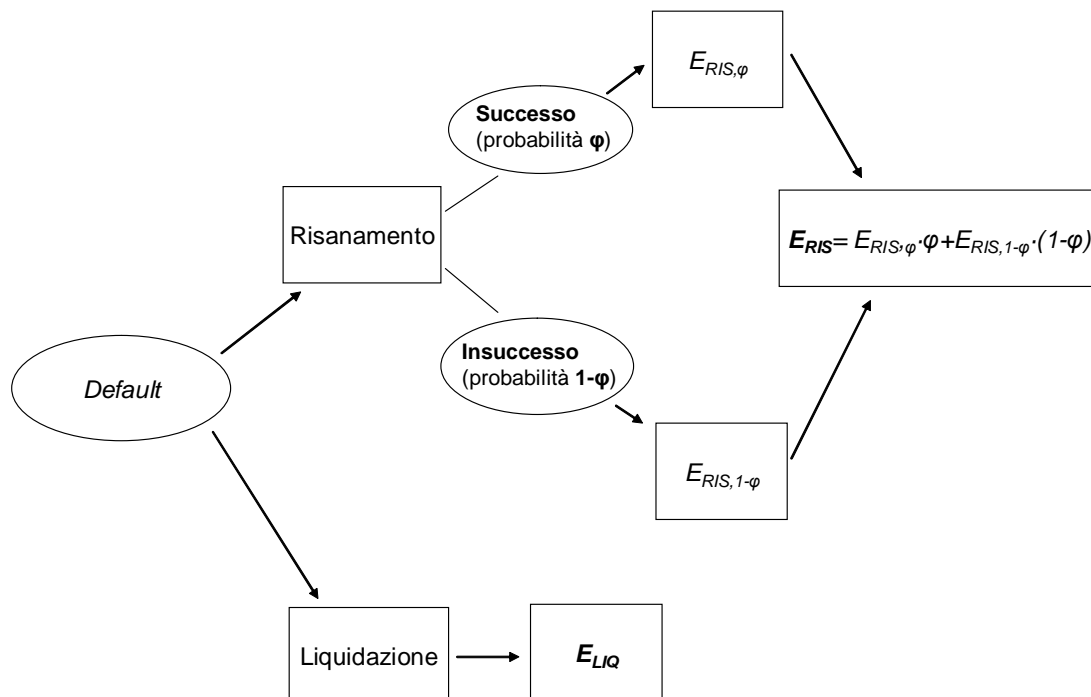 E_RIS,φ
Successo
(probabilità φ)
Risanamento
E_RIS= E_RIS,φ·φ+E_RIS,1-φ·(1-φ)
Insuccesso
(probabilità 1-φ)
Default
E_RIS,1-φ
Liquidazione
E_LIQ